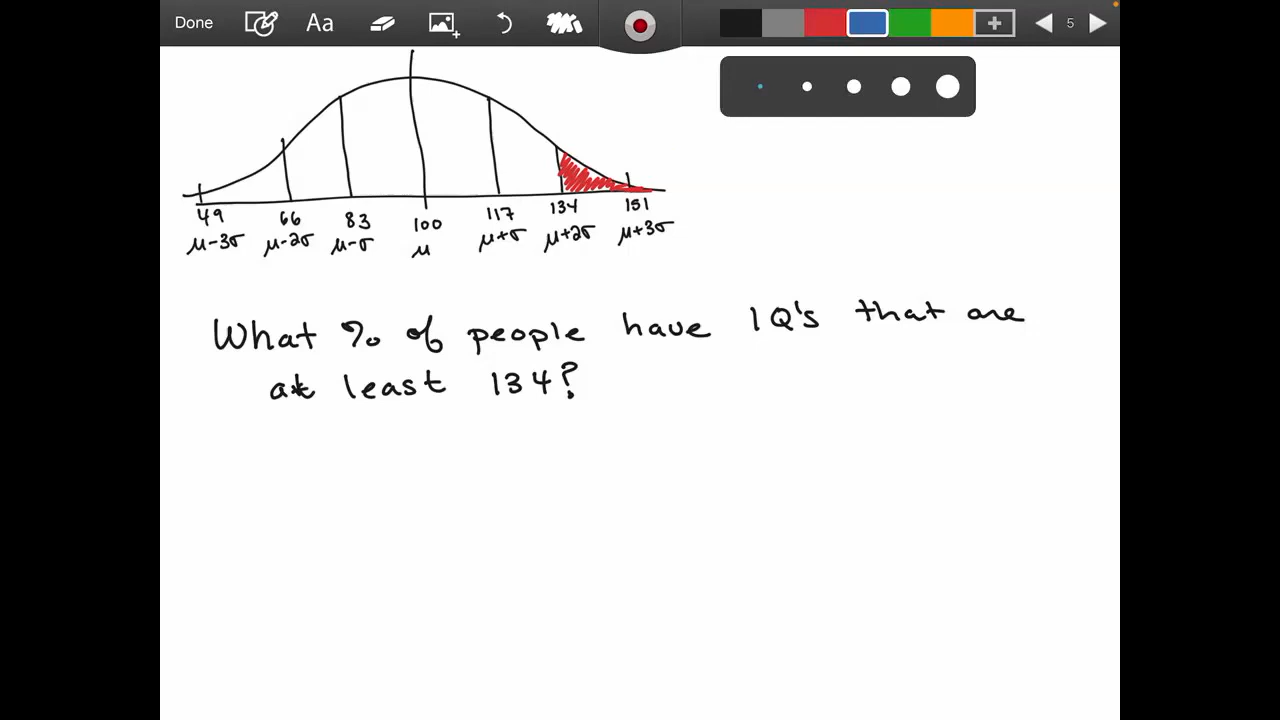 Done Aa 5
49 66 83 100 117 134 151
μ-3σ μ-2σ μ-σ μ μ+σ μ+2σ μ+3σ
What % of people have IQ's that are
at least 134?